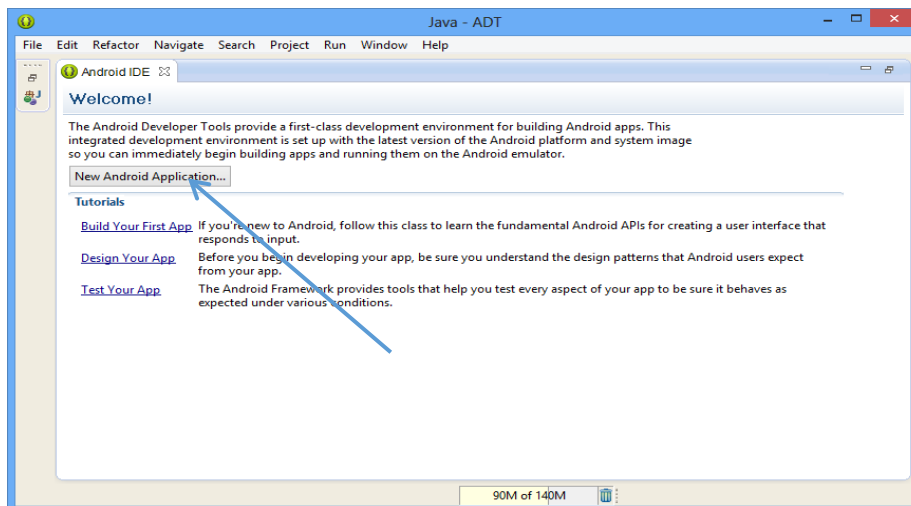 Java - ADT
File Edit Refactor Navigate Search Project Run Window Help
Android IDE
J
Welcome!
The Android Developer Tools provide a first-class development environment for building Android apps. This
integrated development environment is set up with the latest version of the Android platform and system image
so you can immediately begin building apps and running them on the Android emulator.
New Android Application...
Tutorials
Build Your First App If you're new to Android, follow this class to learn the fundamental Android APIs for creating a user interface that
responds to input.
Design Your App Before you begin developing your app, be sure you understand the design patterns that Android users expect
from your app.
Test Your App The Android Framework provides tools that help you test every aspect of your app to be sure it behaves as
expected under various conditions.
90M of 140M